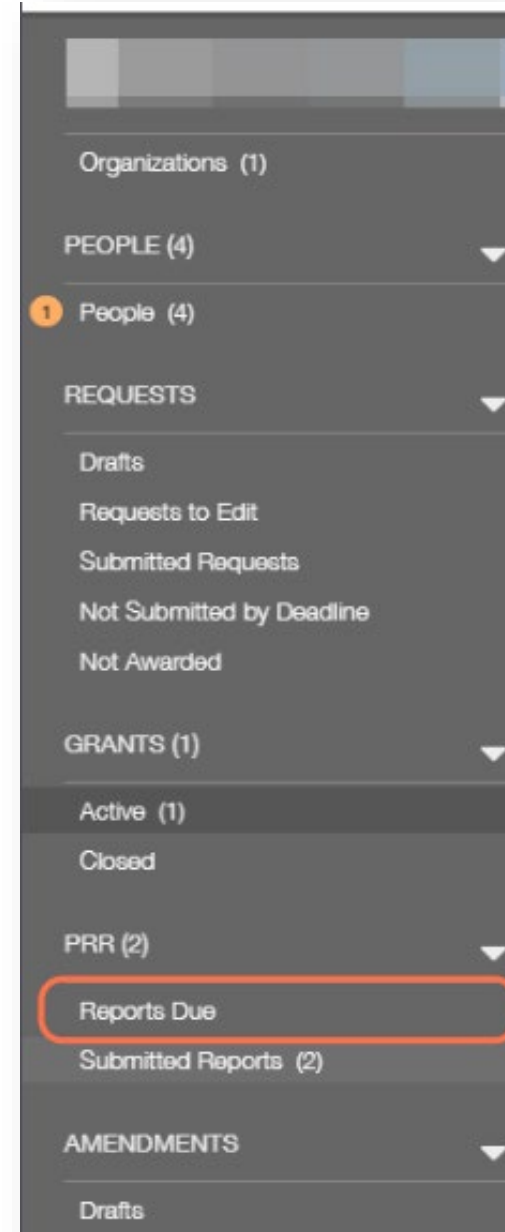 Organizations (1)
PEOPLE (4)
1 People (4)
REQUESTS
Drafts
Requests to Edit
Submitted Requests
Not Submitted by Deadline
Not Awarded
GRANTS (1)
Active (1)
Closed
PRR (2)
Reports Due
Submitted Reports (2)
AMENDMENTS
Drafts